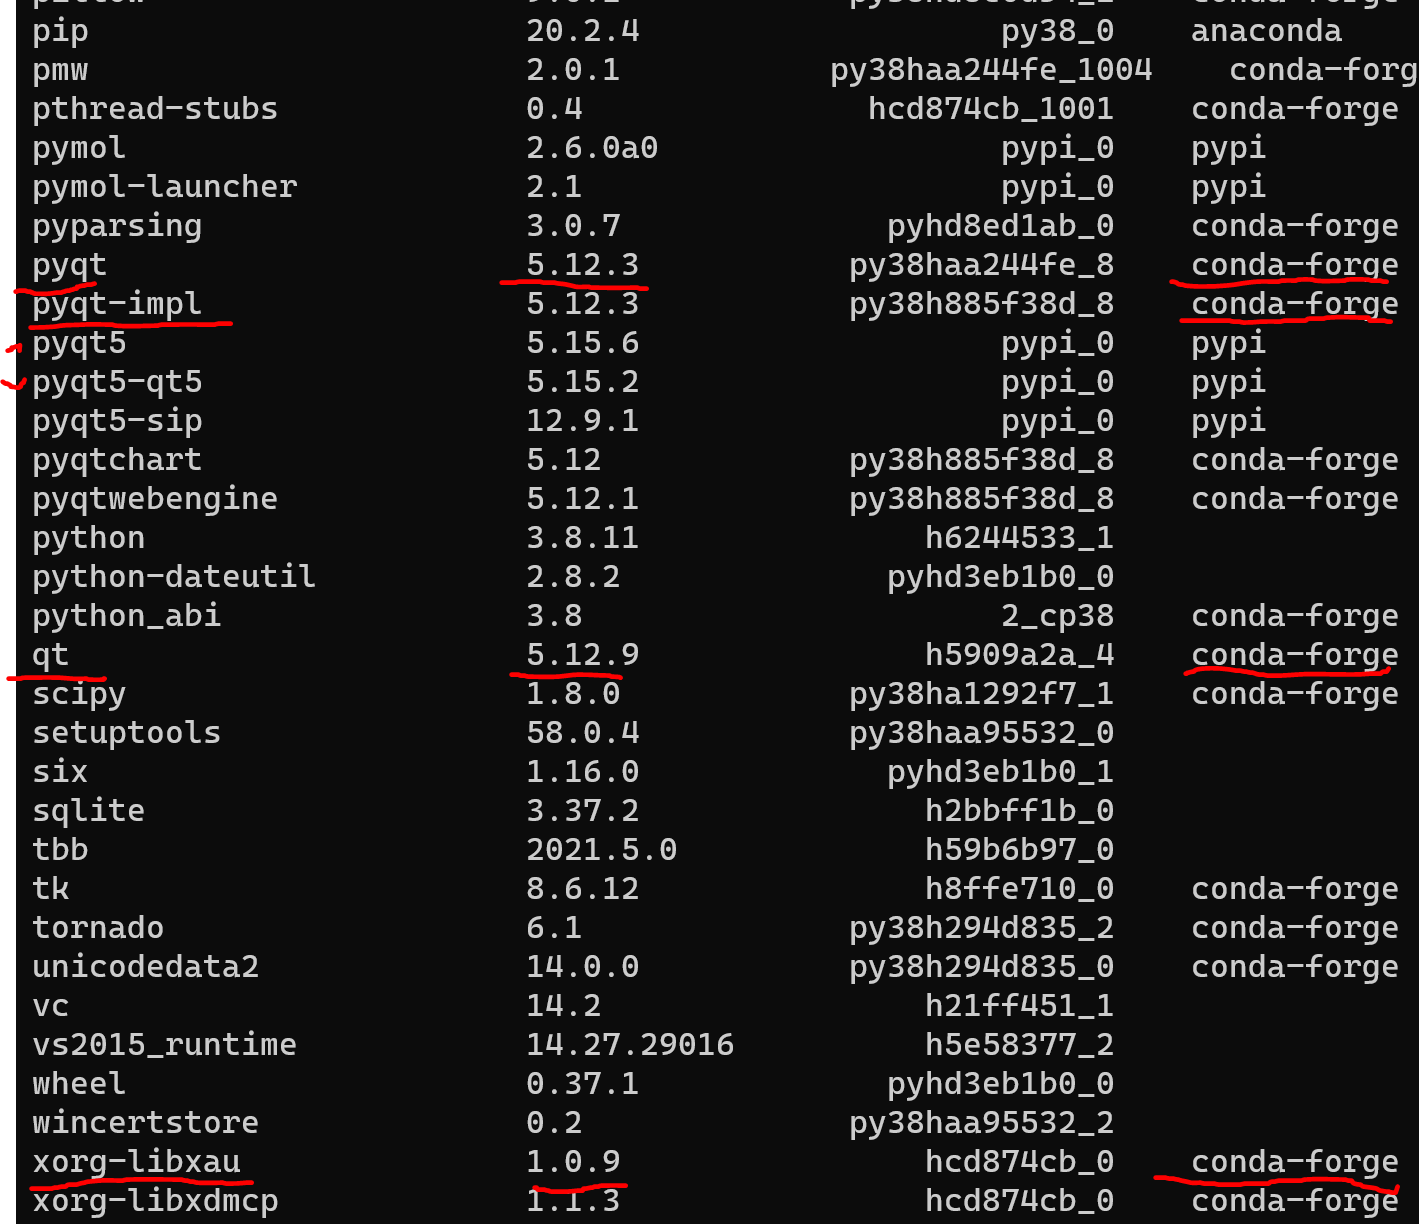 pip 20.2.4 py38_0 anaconda
pmw 2.0.1 py38haa244fe_1004 conda-forg
pthread-stubs 0.4 hcd874cb_1001 conda-forge
pymol 2.6.0a0 pypi_0 pypi
pymol-launcher 2.1 pypi_0 pypi
pyparsing 3.0.7 pyhd8ed1ab_0 conda-forge
pyqt 5.12.3 py38haa244fe_8 conda-forge
pyqt-impl 5.12.3 py38h885f38d_8 conda-forge
pyqt5 5.15.6 pypi_0 pypi
pyqt5-qt5 5.15.2 pypi_0 pypi
pyqt5-sip 12.9.1 pypi_0 pypi
pyqtchart 5.12 py38h885f38d_8 conda-forge
pyqtwebengine 5.12.1 py38h885f38d_8 conda-forge
python 3.8.11 h6244533_1
python-dateutil 2.8.2 pyhd3eb1b0_0
python_abi 3.8 2_cp38 conda-forge
qt 5.12.9 h5909a2a_4 conda-forge
scipy 1.8.0 py38ha1292f7_1 conda-forge
setuptools 58.0.4 py38haa95532_0
six 1.16.0 pyhd3eb1b0_1
sqlite 3.37.2 h2bbff1b_0
tbb 2021.5.0 h59b6b97_0
tk 8.6.12 h8ffe710_0 conda-forge
tornado 6.1 py38h294d835_2 conda-forge
unicodedata2 14.0.0 py38h294d835_0 conda-forge
vc 14.2 h21ff451_1
vs2015_runtime 14.27.29016 h5e58377_2
wheel 0.37.1 pyhd3eb1b0_0
wincertstore 0.2 py38haa95532_2
xorg-libxau 1.0.9 hcd874cb_0 conda-forge
xorg-libxdmcp 1.1.3 hcd874cb_0 conda-forge